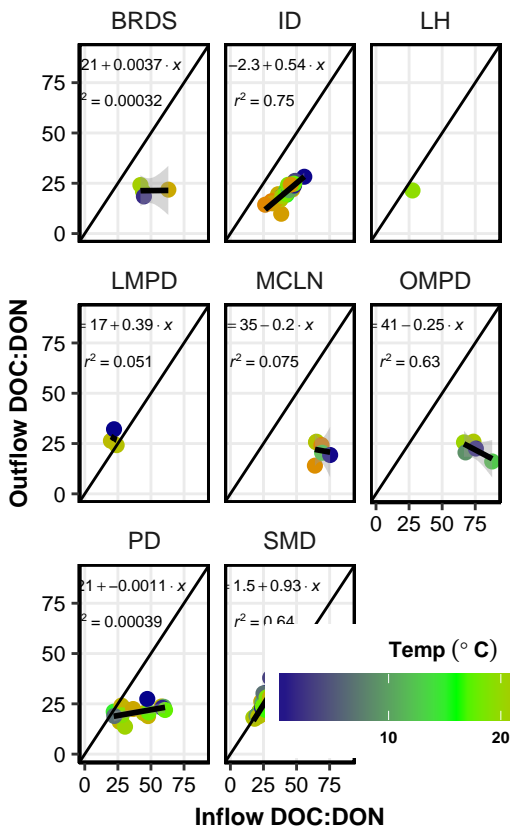 BRDS ID LH
21 + 0.0037 · x −2.3 + 0.54 · x
² = 0.00032 r² = 0.75
75
50
25
0
LMPD MCLN OMPD
= 17 + 0.39 · x = 35 − 0.2 · x = 41 − 0.25 · x
r² = 0.051 r² = 0.075 r² = 0.63
75
50
25
0
0 25 50 75
PD SMD
21 + −0.0011 · x = 1.5 + 0.93 · x
² = 0.00039 r² = 0.64
75
50
25
0
0 25 50 75 0 25 50 75
Outflow DOC:DON
Inflow DOC:DON
Temp (° C)
10 20